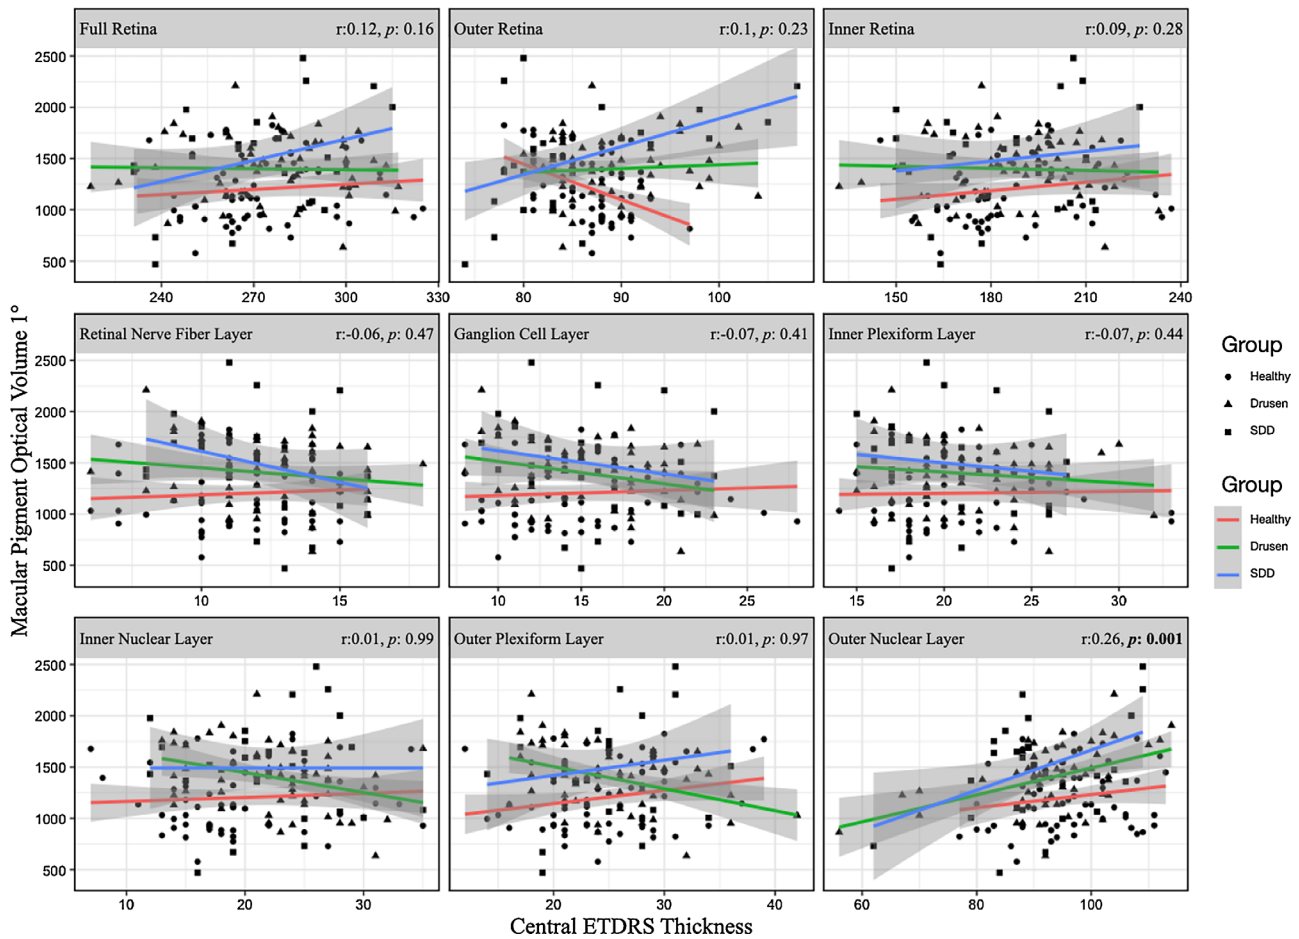 Full Retina r:0.12, p: 0.16
Outer Retina r:0.1, p: 0.23
Inner Retina r:0.09, p: 0.28
2500
2000
1500
1000
500
240 270 300 330
80 90 100
150 180 210 240
Retinal Nerve Fiber Layer r:-0.06, p: 0.47
Ganglion Cell Layer r:-0.07, p: 0.41
Inner Plexiform Layer r:-0.07, p: 0.44
2500
2000
1500
1000
500
10 15
10 15 20 25
15 20 25 30
Inner Nuclear Layer r:0.01, p: 0.99
Outer Plexiform Layer r:0.01, p: 0.97
Outer Nuclear Layer r:0.26, p: 0.001
2500
2000
1500
1000
500
10 20 30
20 30 40
60 80 100
Macular Pigment Optical Volume 1°
Central ETDRS Thickness
Group
Healthy
Drusen
SDD
Group
Healthy
Drusen
SDD